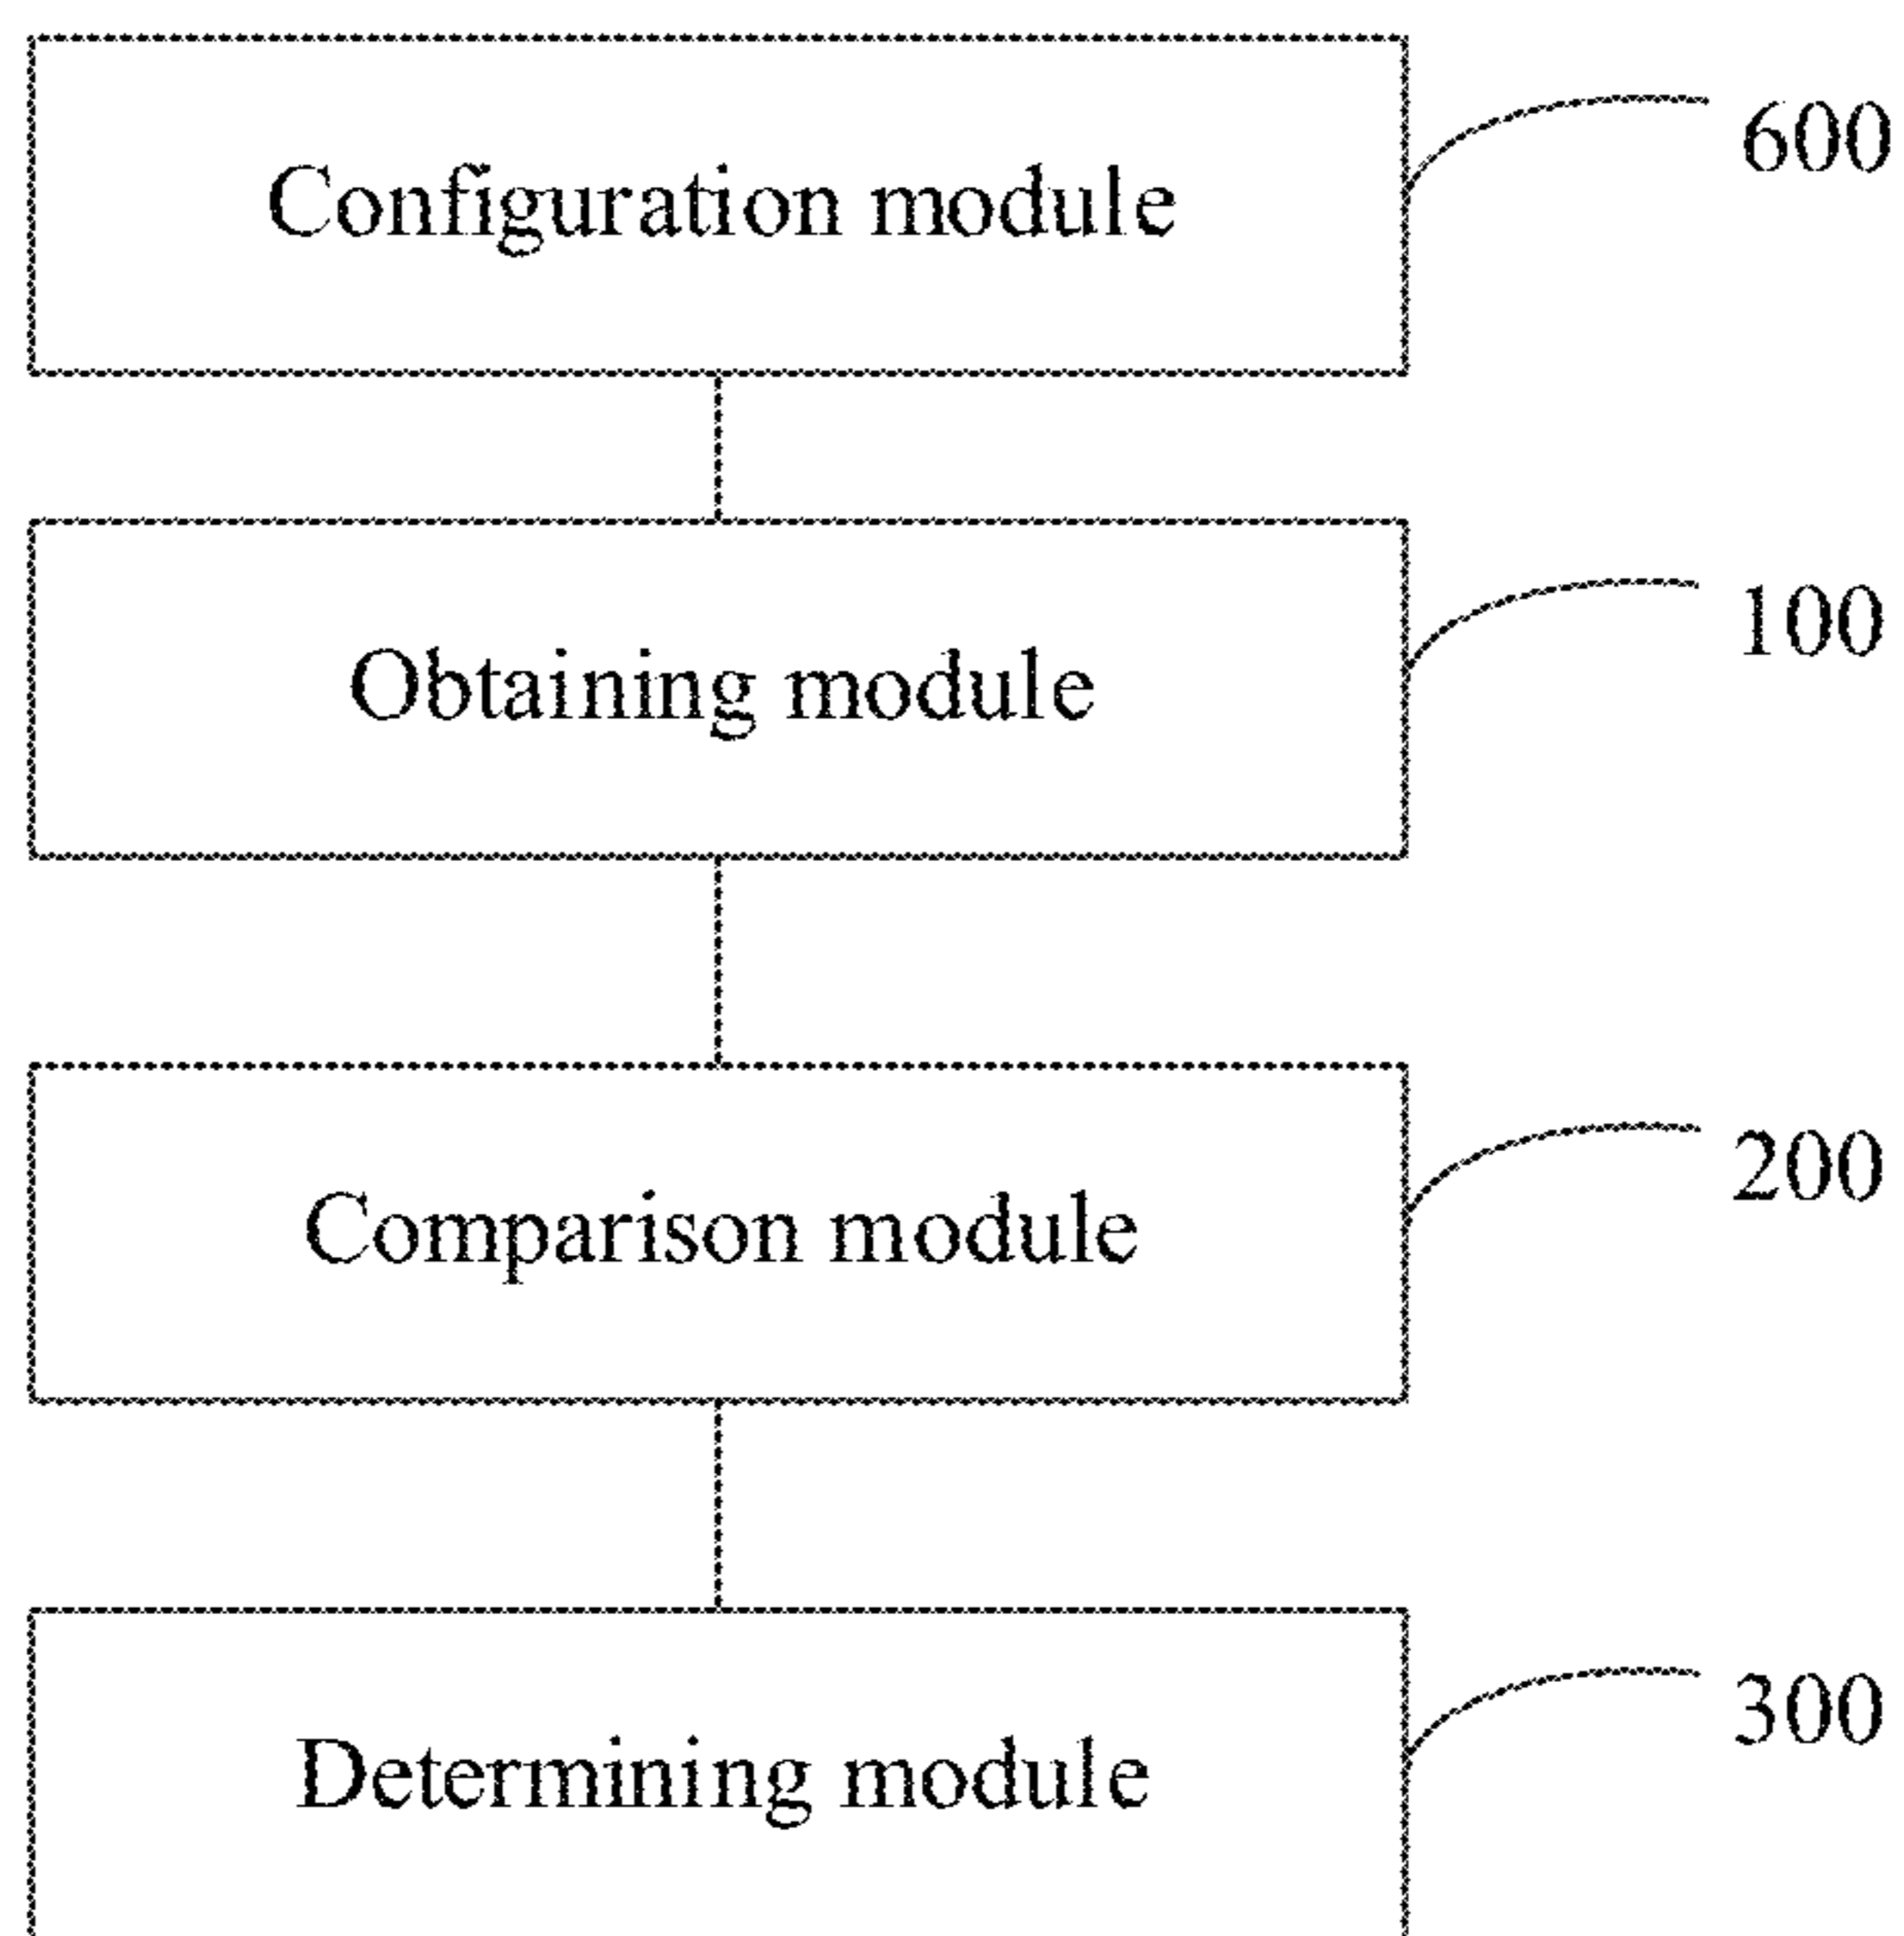 Configuration module
600
Obtaining module
100
Comparison module
200
Determining module
300